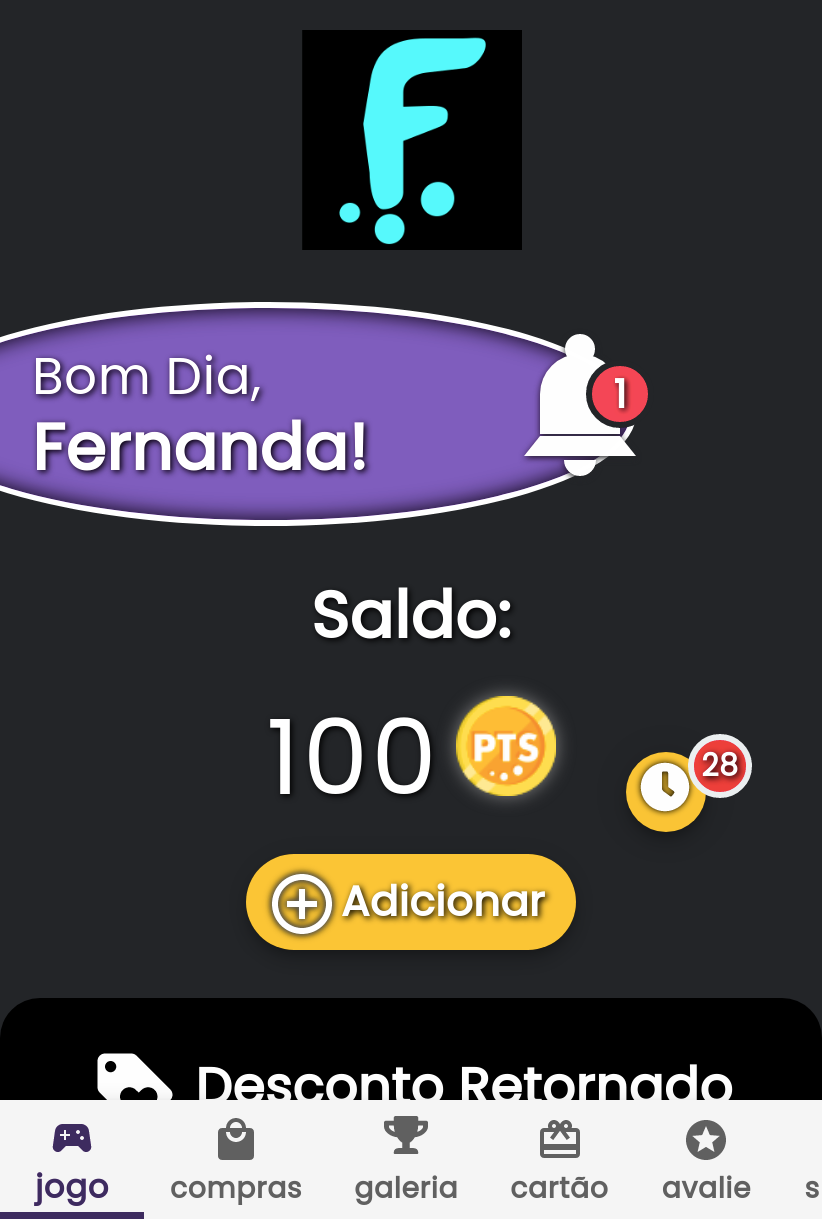 F
Bom Dia,
Fernanda!
1
Saldo:
100
PTS
28
Adicionar
Desconto Retornado
jogo compras galeria cartão avalie s